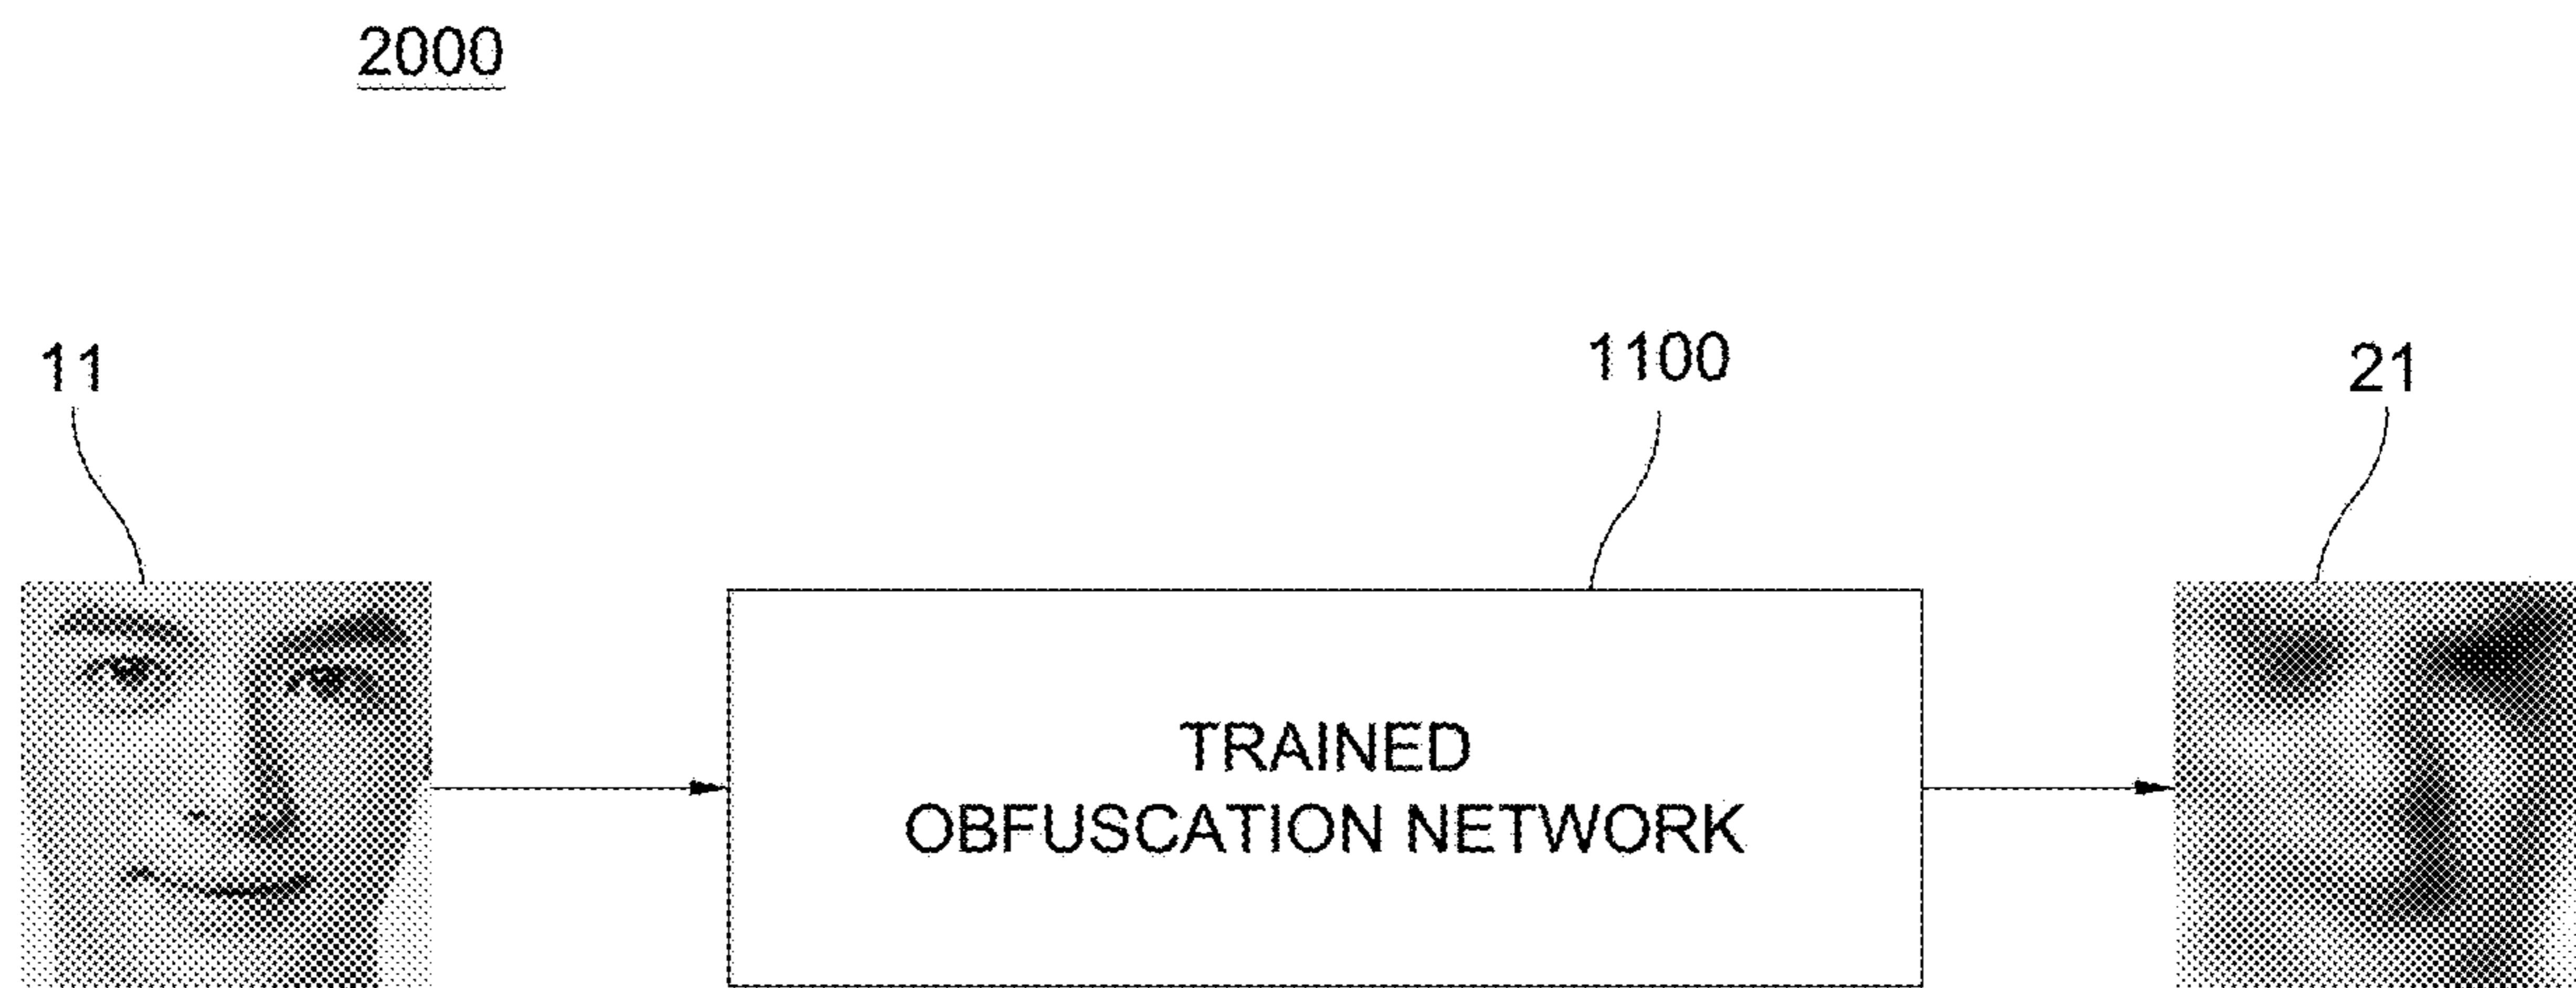 2000
11
1100
21
TRAINED
OBFUSCATION NETWORK